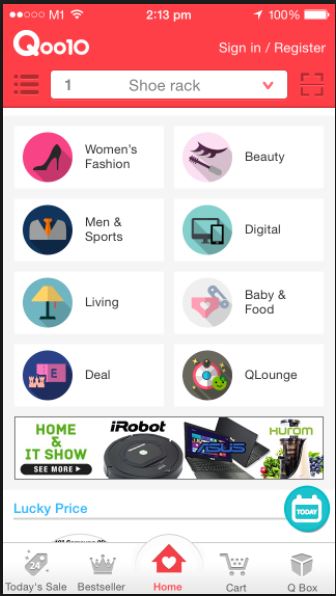 M1 2:13 pm 100%
Qoo10
Sign in / Register
1 Shoe rack
Women's
Fashion
Beauty
Men &
Sports
Digital
Living
Baby &
Food
Deal
QLounge
HOME
&
IT SHOW
SEE MORE
iRobot
ASUS
HUROM
TODAY
Lucky Price
24
Today's Sale
Bestseller
Home
Cart
Q Box